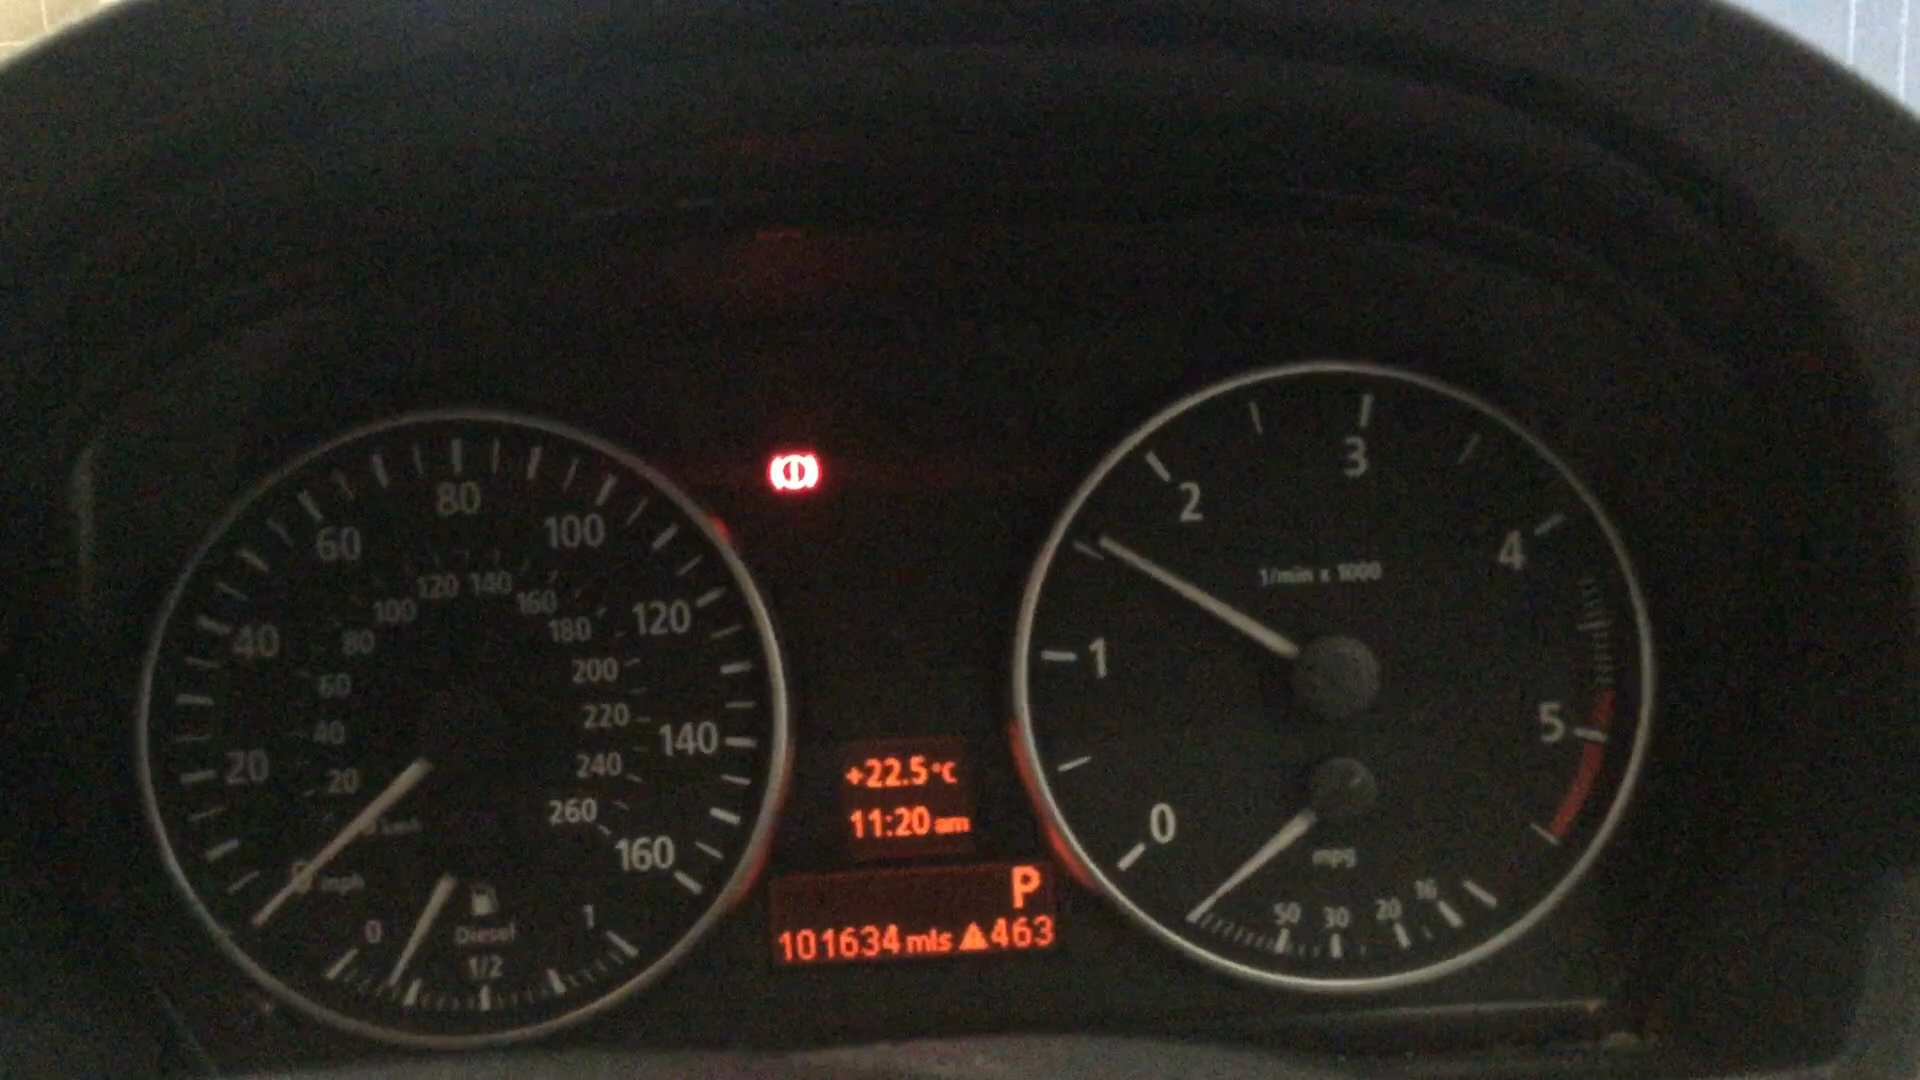 80
60 100
120 140
100 160
40 80 180 120
60 200
40 220 140
20 20 240
260
km/h
160
mph
0 Diesel 1
1/2
+22.5°C
11:20 am
P
101634 mls 463
3
2
4
1/min x 1000
1
5
0
mpg
50 30 20 16